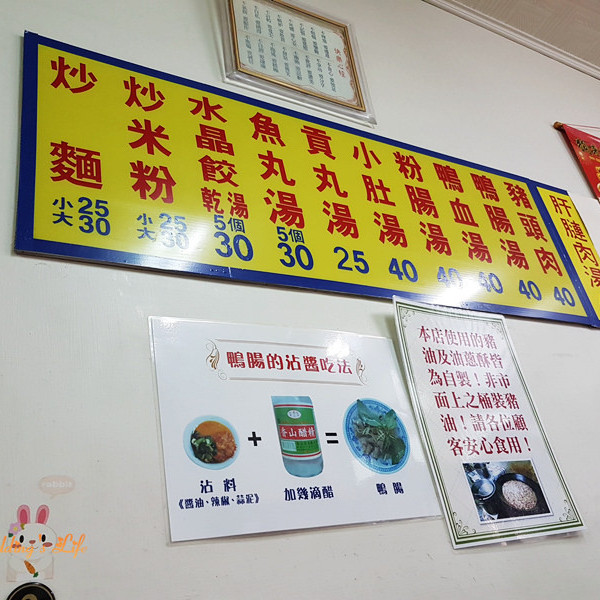 炒麵
小25
大30
炒米粉
小25
大30
水晶餃
乾湯
5個
30
魚丸湯
5個
30
貢丸湯
25
小肚湯
40
粉腸湯
40
鴨血湯
40
鴨腸湯
40
豬頭肉
40
肝膁肉湯
鴨腸的沾醬吃法
+
=
沾料
《醬油、辣椒、蒜泥》
加幾滴醋
鴨腸
本店使用的豬
油及油蔥酥皆
為自製！非市
面上之桶裝豬
油！請各位顧
客安心食用！